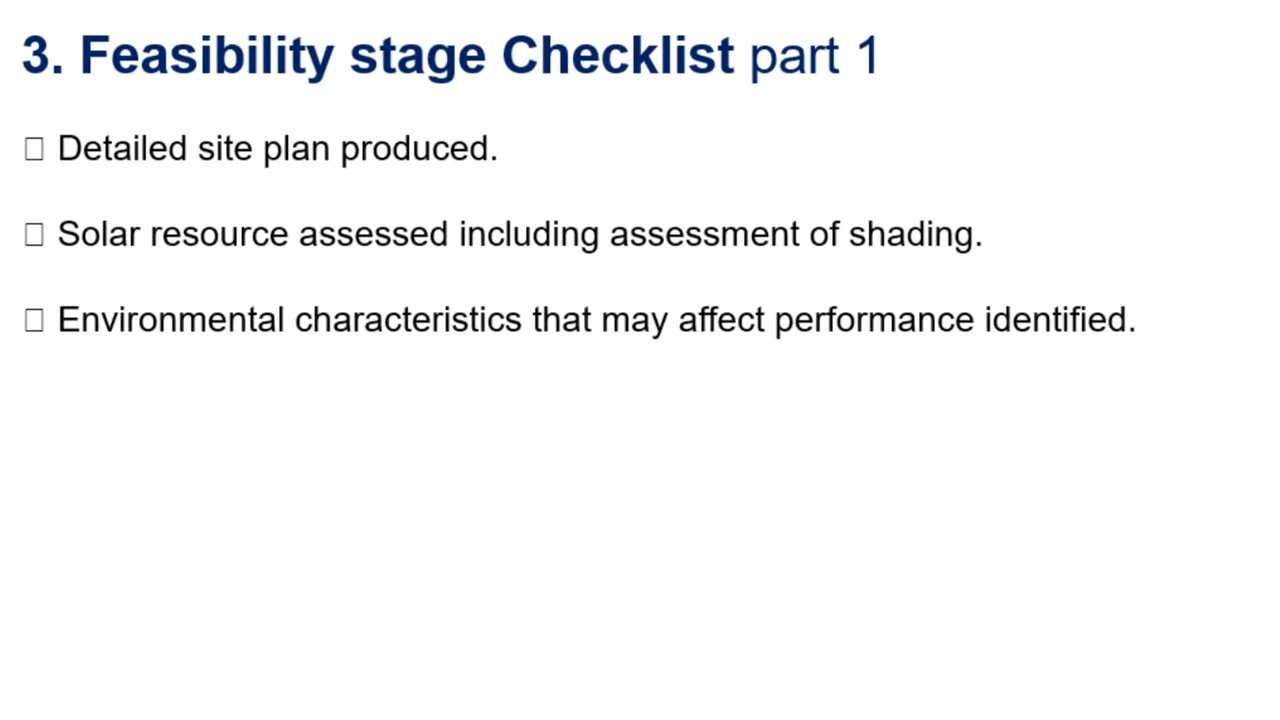 3. Feasibility stage Checklist part 1
☐ Detailed site plan produced.
☐ Solar resource assessed including assessment of shading.
☐ Environmental characteristics that may affect performance identified.